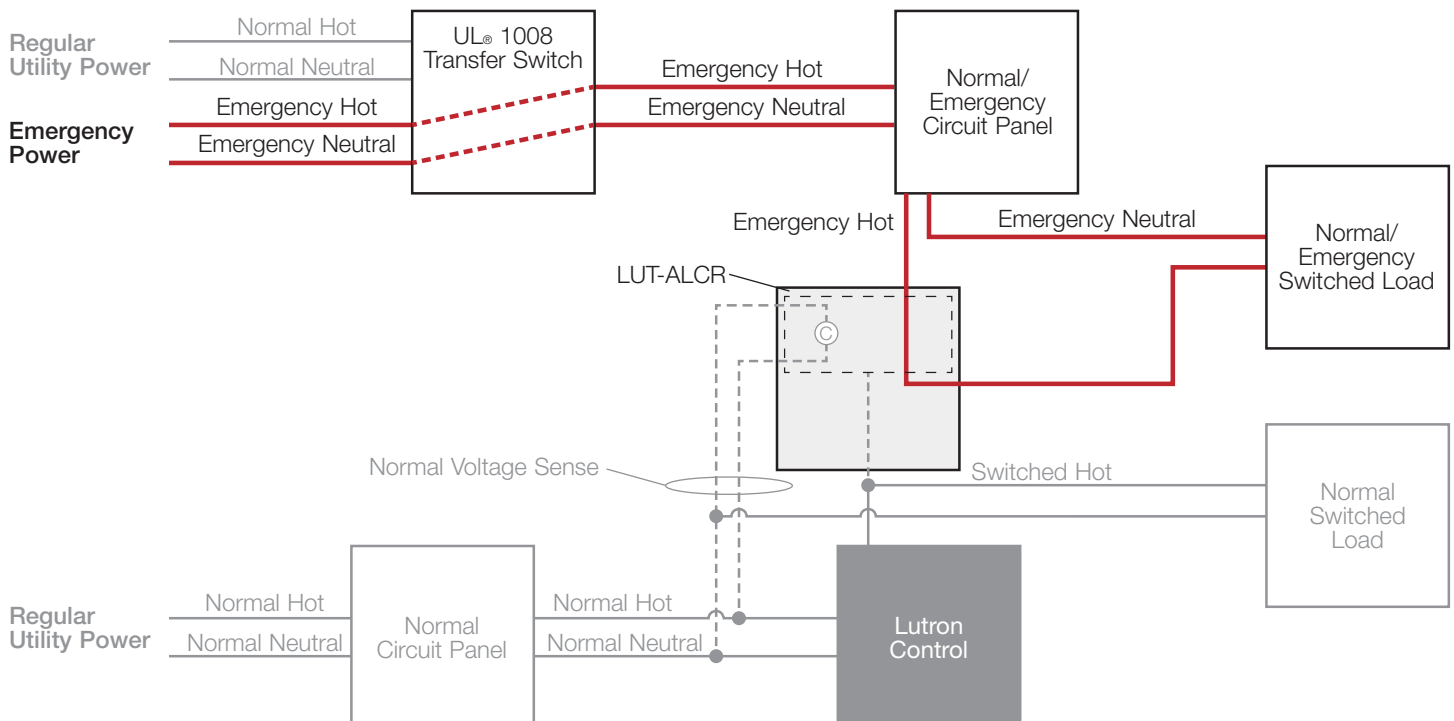 Normal Hot
Regular
Utility Power
Normal Neutral
UL® 1008
Transfer Switch
Emergency Hot
Emergency
Power
Emergency Neutral
Emergency Hot
Emergency Neutral
Normal/
Emergency
Circuit Panel
Emergency Hot
Emergency Neutral
Normal/
Emergency
Switched Load
LUT-ALCR
C
Normal Voltage Sense
Switched Hot
Normal
Switched
Load
Regular
Utility Power
Normal Hot
Normal Neutral
Normal
Circuit Panel
Normal Hot
Normal Neutral
Lutron
Control